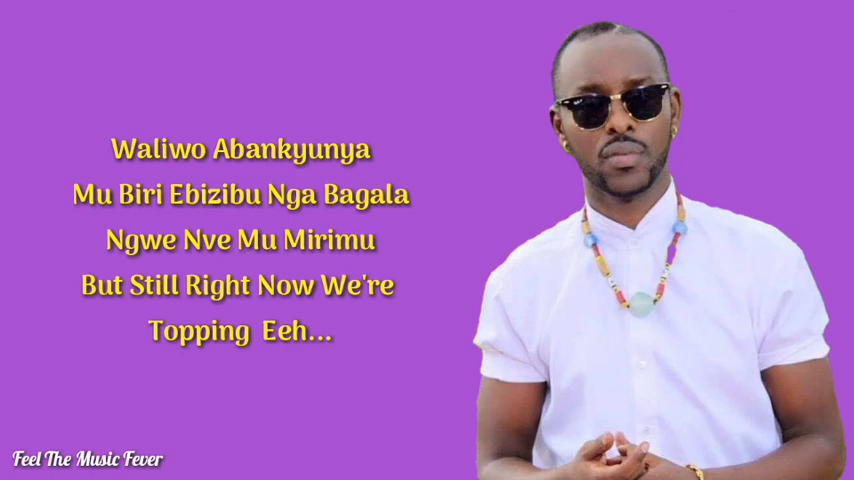 Waliwo Abankyunya
Mu Biri Ebizibu Nga Bagala
Ngwe Nve Mu Mirimu
But Still Right Now We're
Topping Eeh...
Feel The Music Fever